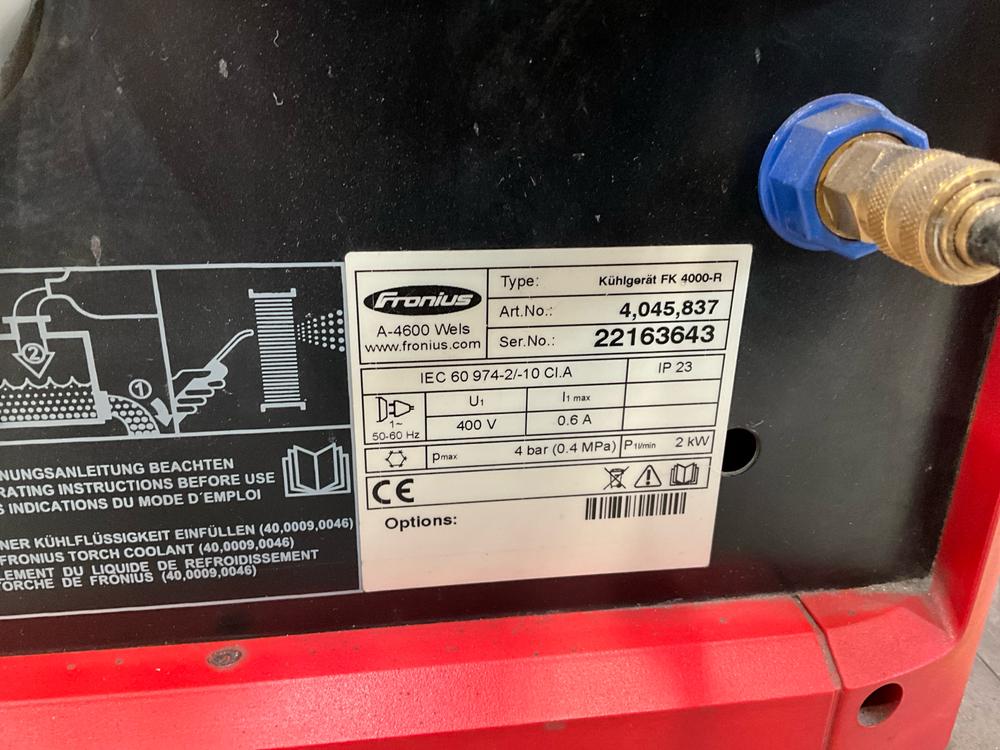 Fronius
A-4600 Wels
www.fronius.com
Type: Kühlgerät FK 4000-R
Art.No.: 4,045,837
Ser.No.: 22163643
IEC 60 974-2/-10 Cl.A IP 23
1~
50-60 Hz
U1 I1 max
400 V 0.6 A
pmax 4 bar (0.4 MPa) P1l/min 2 kW
CE
Options:
2
1
NUNGSANLEITUNG BEACHTEN
RATING INSTRUCTIONS BEFORE USE
INDICATIONS DU MODE D´EMPLOI
NER KÜHLFLÜSSIGKEIT EINFÜLLEN (40,0009,0046)
FRONIUS TORCH COOLANT (40,0009,0046)
LEMENT DU LIQUIDE DE REFROIDISSEMENT
TORCHE DE FRONIUS (40,0009,0046)